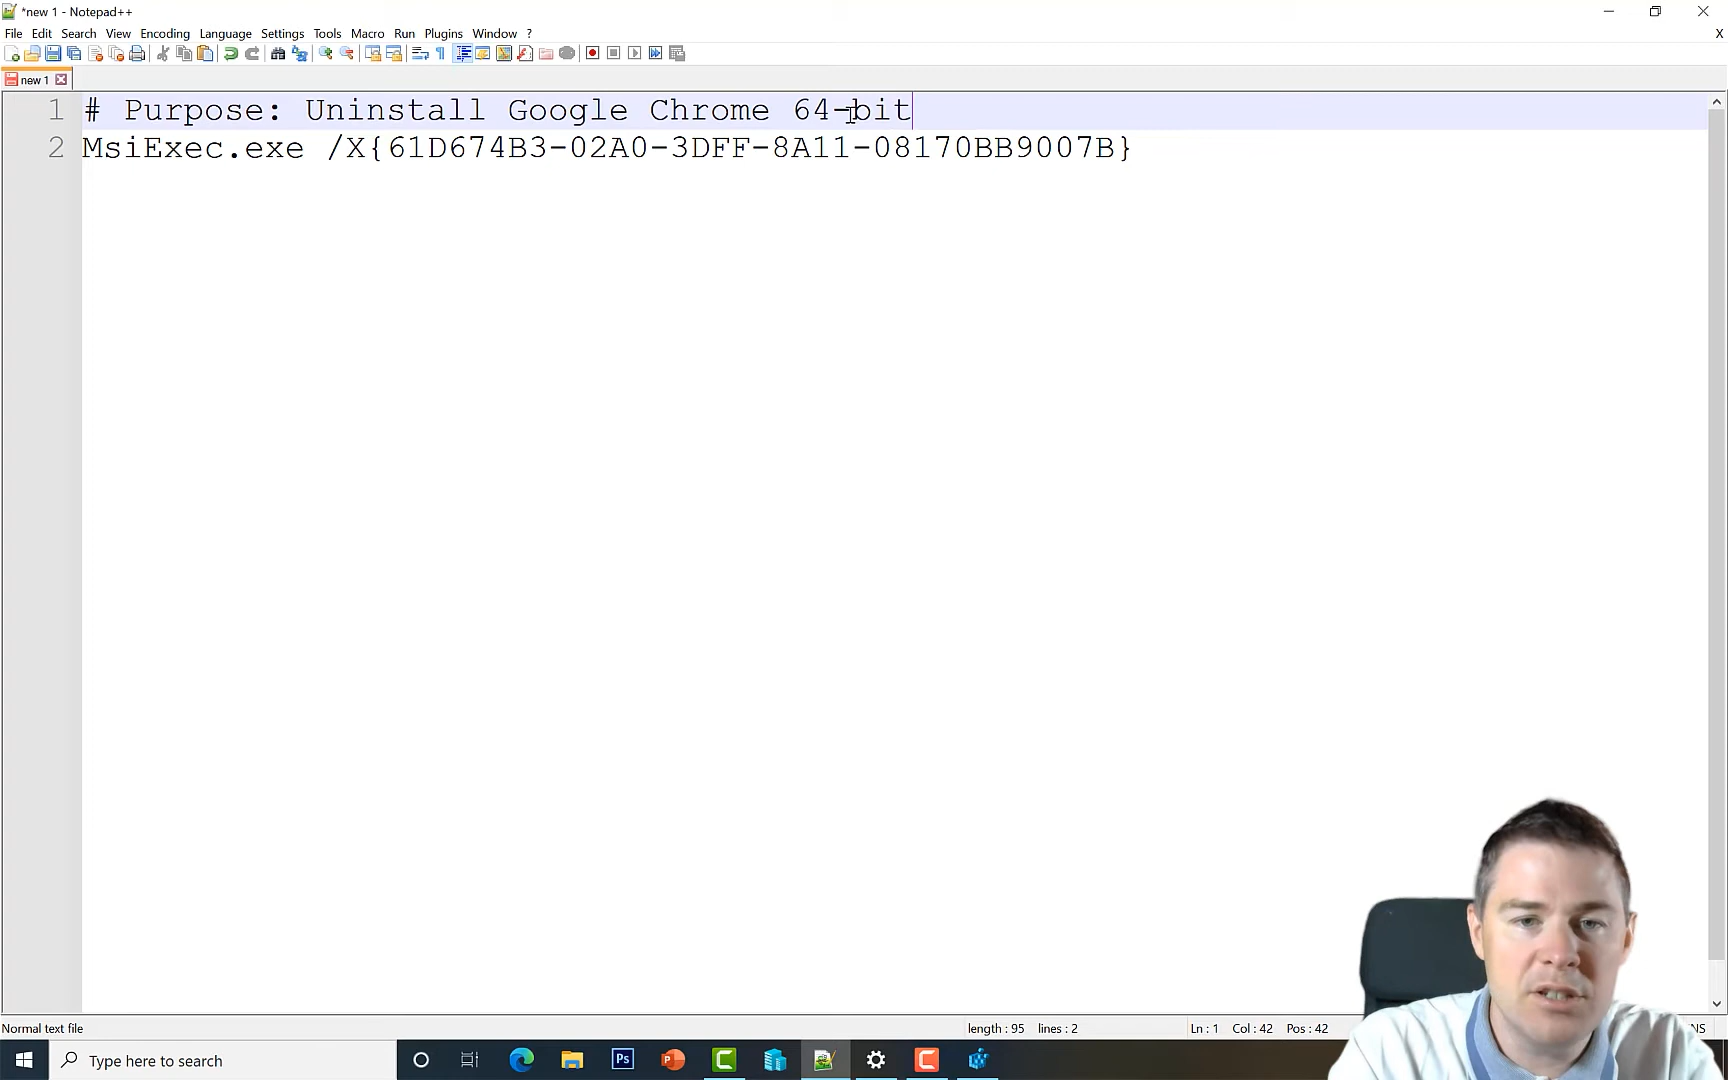 *new 1 - Notepad++
File Edit Search View Encoding Language Settings Tools Macro Run Plugins Window ? X
new 1
1 # Purpose: Uninstall Google Chrome 64-bit
2 MsiExec.exe /X{61D674B3-02A0-3DFF-8A11-08170BB9007B}
Normal text file length : 95 lines : 2 Ln : 1 Col : 42 Pos : 42 NS
Type here to search Ps P C C